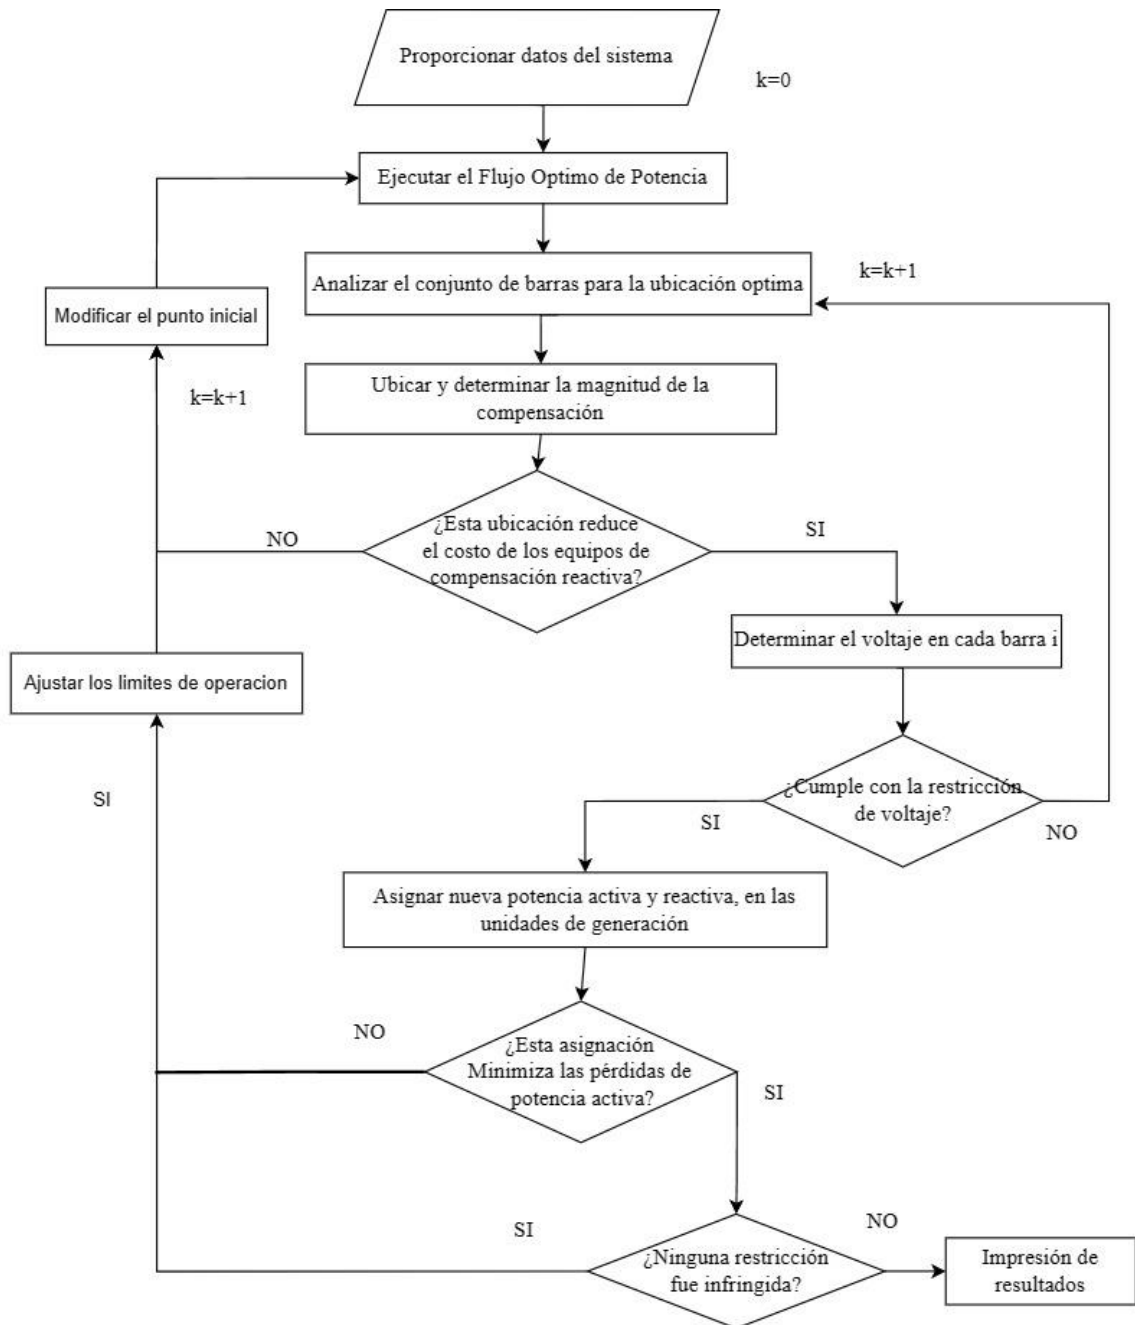 Proporcionar datos del sistema
k=0
Ejecutar el Flujo Optimo de Potencia
k=k+1
Analizar el conjunto de barras para la ubicación optima
Modificar el punto inicial
Ubicar y determinar la magnitud de la
compensación
k=k+1
¿Esta ubicación reduce
el costo de los equipos de
compensación reactiva?
NO
SI
Determinar el voltaje en cada barra i
Ajustar los limites de operacion
¿Cumple con la restricción
de voltaje?
SI
SI
NO
Asignar nueva potencia activa y reactiva, en las
unidades de generación
NO
¿Esta asignación
Minimiza las pérdidas de
potencia activa?
SI
SI
NO
¿Ninguna restricción
fue infringida?
Impresión de
resultados